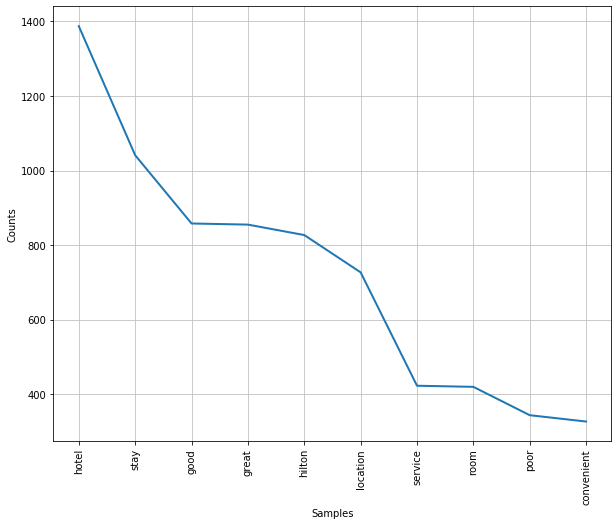 1400
1200
1000
800
600
400
Counts
hotel
stay
good
great
hilton
location
service
room
poor
convenient
Samples